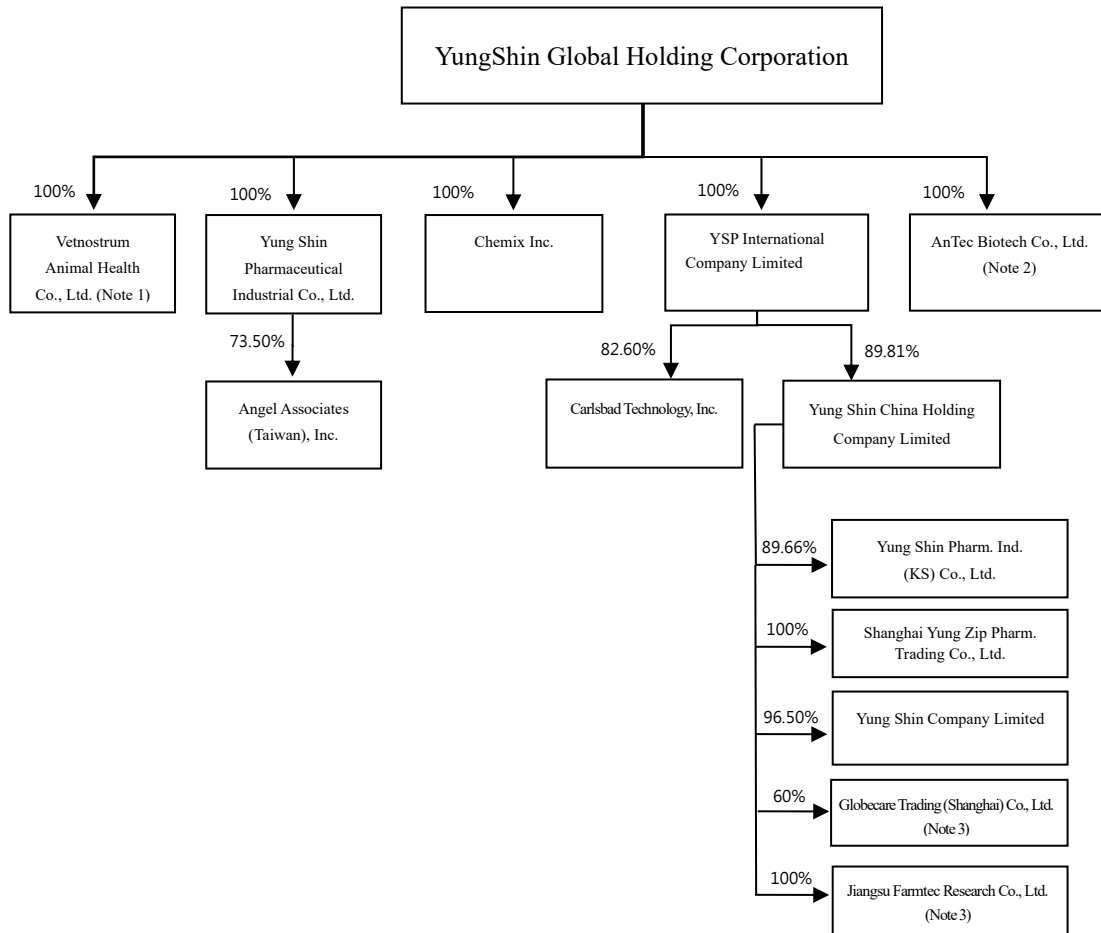 YungShin Global Holding Corporation
100%
100%
100%
100%
100%
Vetnostrum
Animal Health
Co., Ltd. (Note 1)
Yung Shin
Pharmaceutical
Industrial Co., Ltd.
Chemix Inc.
YSP International
Company Limited
AnTec Biotech Co., Ltd.
(Note 2)
73.50%
82.60%
89.81%
Angel Associates
(Taiwan), Inc.
Carlsbad Technology, Inc.
Yung Shin China Holding
Company Limited
89.66%
Yung Shin Pharm. Ind.
(KS) Co., Ltd.
100%
Shanghai Yung Zip Pharm.
Trading Co., Ltd.
96.50%
Yung Shin Company Limited
60%
Globecare Trading (Shanghai) Co., Ltd.
(Note 3)
100%
Jiangsu Farmtec Research Co., Ltd.
(Note 3)